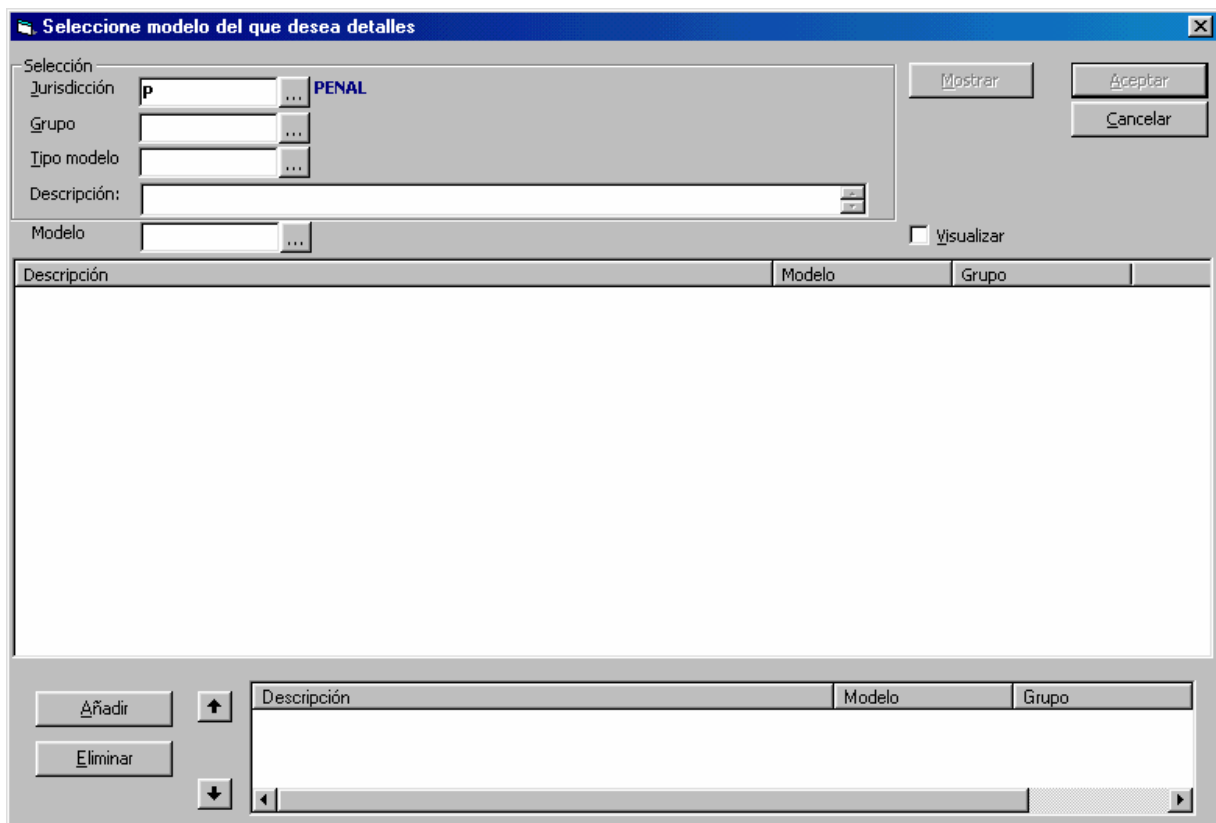 Seleccione modelo del que desea detalles
Selección
Jurisdicción P ... PENAL
Mostrar
Aceptar
Grupo ...
Cancelar
Tipo modelo ...
Descripción:
Modelo ...
Visualizar
Descripción Modelo Grupo
Añadir
Descripción Modelo Grupo
Eliminar